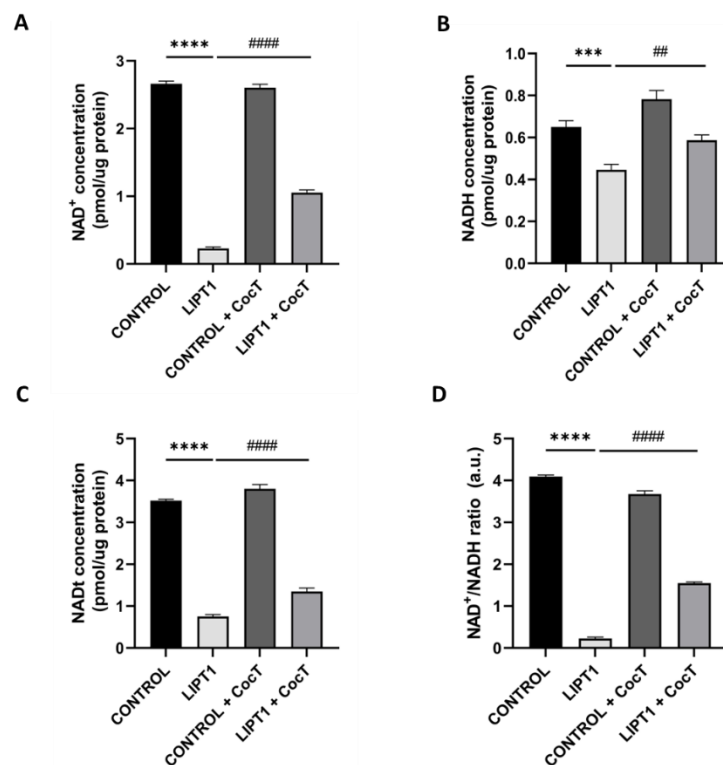 A
B
**** ####
*** ##
NAD+ concentration
(pmol/ug protein)
3
2
1
0
CONTROL
LIPT1
CONTROL + CocT
LIPT1 + CocT
NADH concentration
(pmol/ug protein)
1.0
0.8
0.6
0.4
0.2
0.0
CONTROL
LIPT1
CONTROL + CocT
LIPT1 + CocT
C
D
**** ####
**** ####
NADt concentration
(pmol/ug protein)
5
4
3
2
1
0
CONTROL
LIPT1
CONTROL + CocT
LIPT1 + CocT
NAD+/NADH ratio (a.u.)
5
4
3
2
1
0
CONTROL
LIPT1
CONTROL + CocT
LIPT1 + CocT